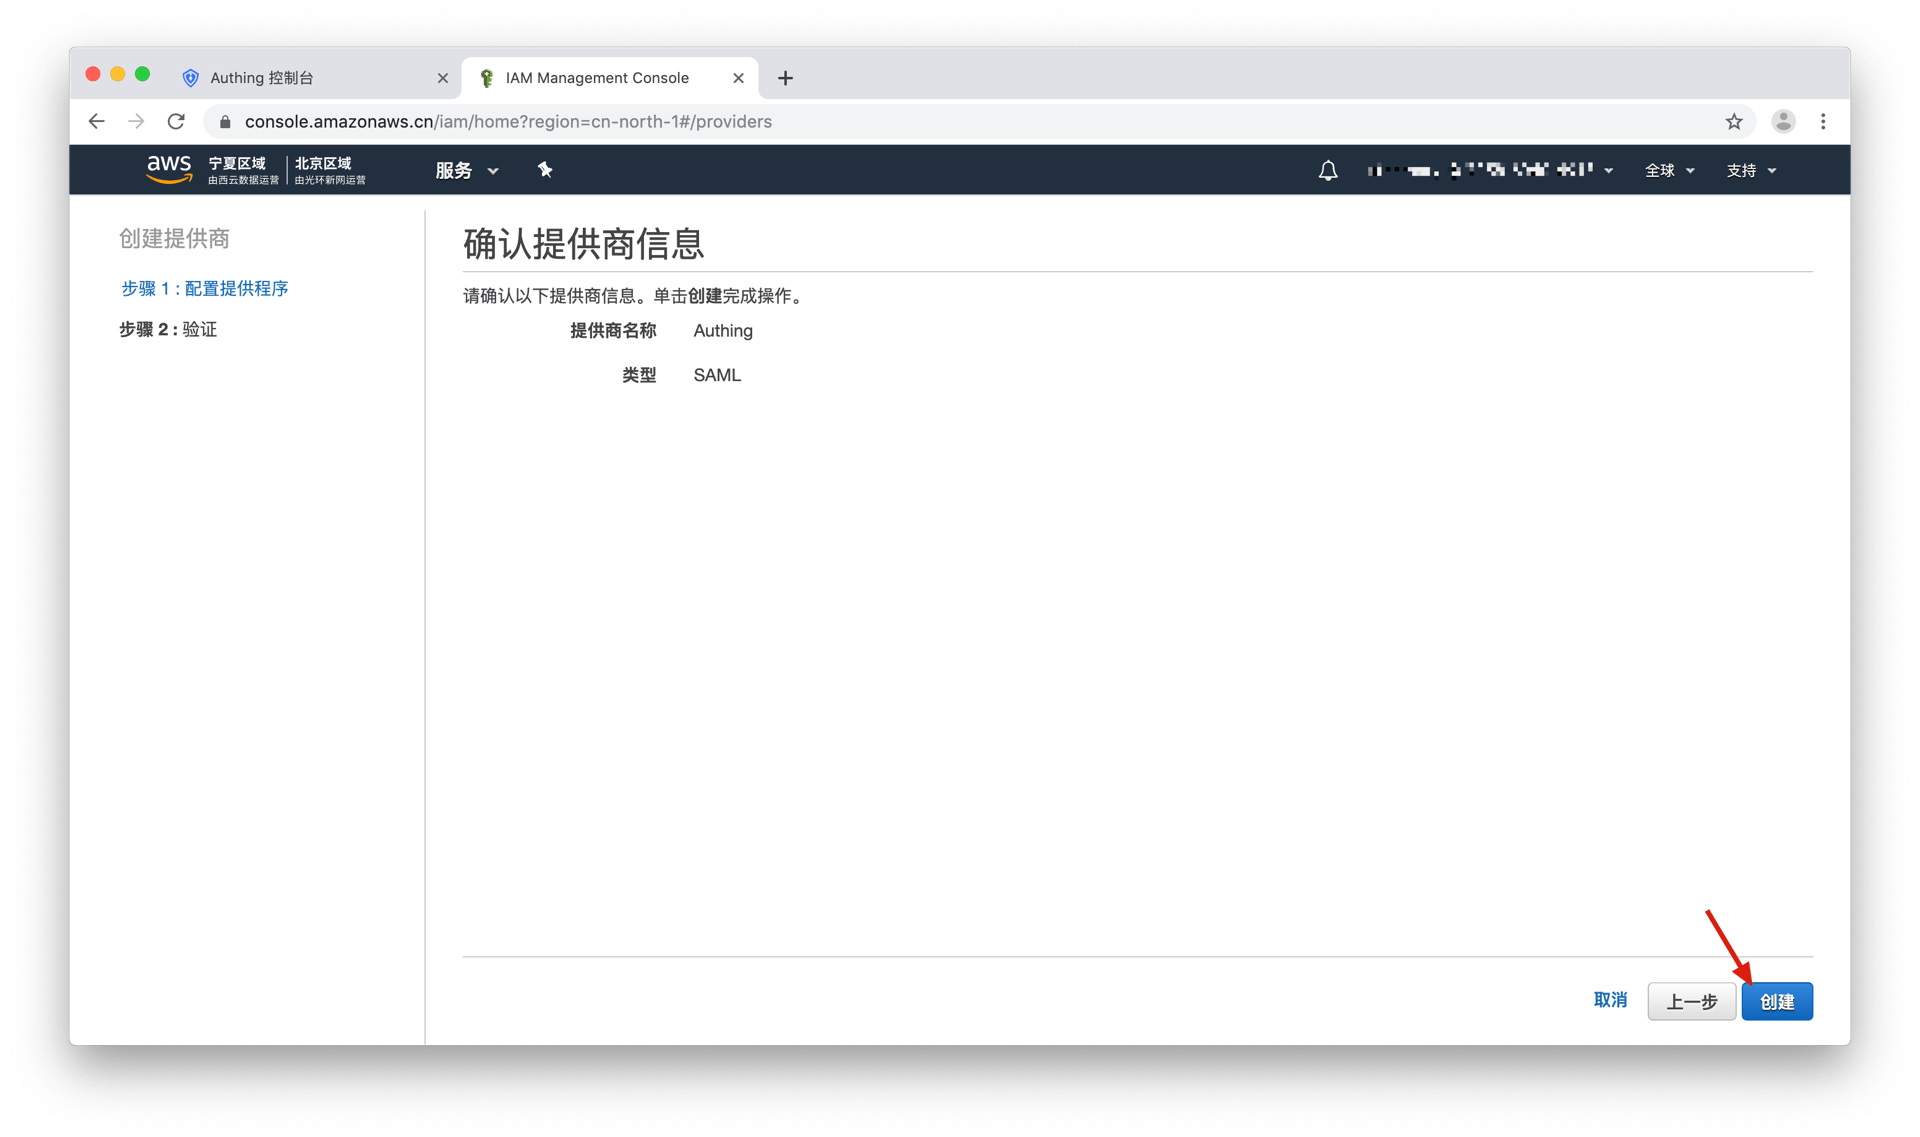 Authing 控制台
IAM Management Console
console.amazonaws.cn/iam/home?region=cn-north-1#/providers
aws
宁夏区域
由西云数据运营
北京区域
由光环新网运营
服务
全球
支持
创建提供商
步骤 1 : 配置提供程序
步骤 2 : 验证
确认提供商信息
请确认以下提供商信息。单击创建完成操作。
提供商名称 Authing
类型 SAML
取消
上一步
创建